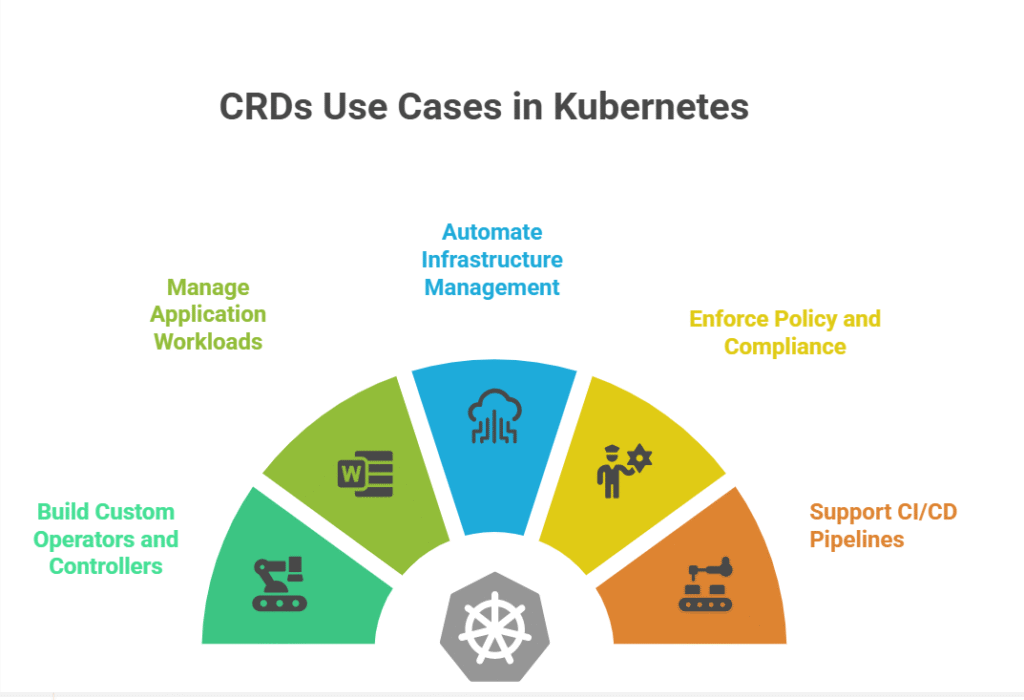 CRDs Use Cases in Kubernetes
Automate
Infrastructure
Management
Manage
Application
Workloads
Enforce Policy and
Compliance
Build Custom
Operators and
Controllers
Support CI/CD
Pipelines
W